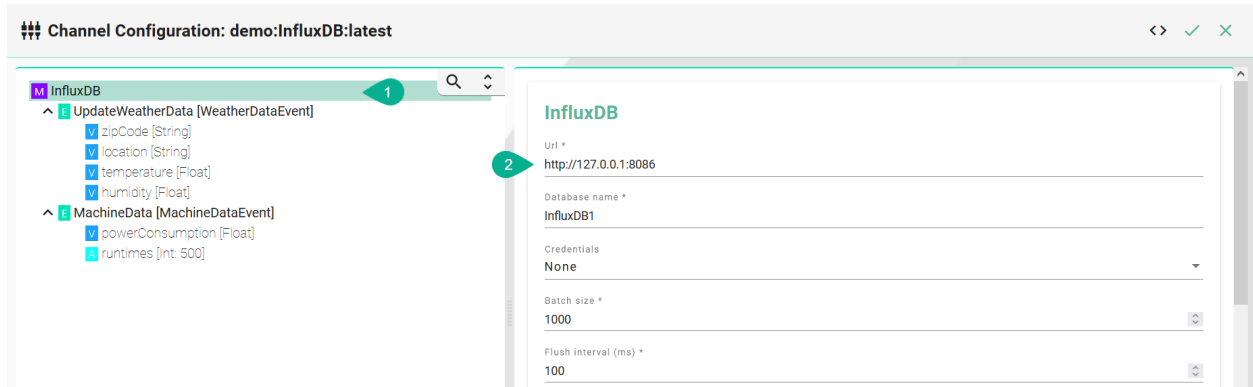 Channel Configuration: demo:InfluxDB:latest
M InfluxDB
1
E UpdateWeatherData [WeatherDataEvent]
V zipCode [String]
V location [String]
V temperature [Float]
V humidity [Float]
E MachineData [MachineDataEvent]
V powerConsumption [Float]
A runtimes [Int: 500]
InfluxDB
Url *
2
http://127.0.0.1:8086
Database name *
InfluxDB1
Credentials
None
Batch size *
1000
Flush interval (ms) *
100